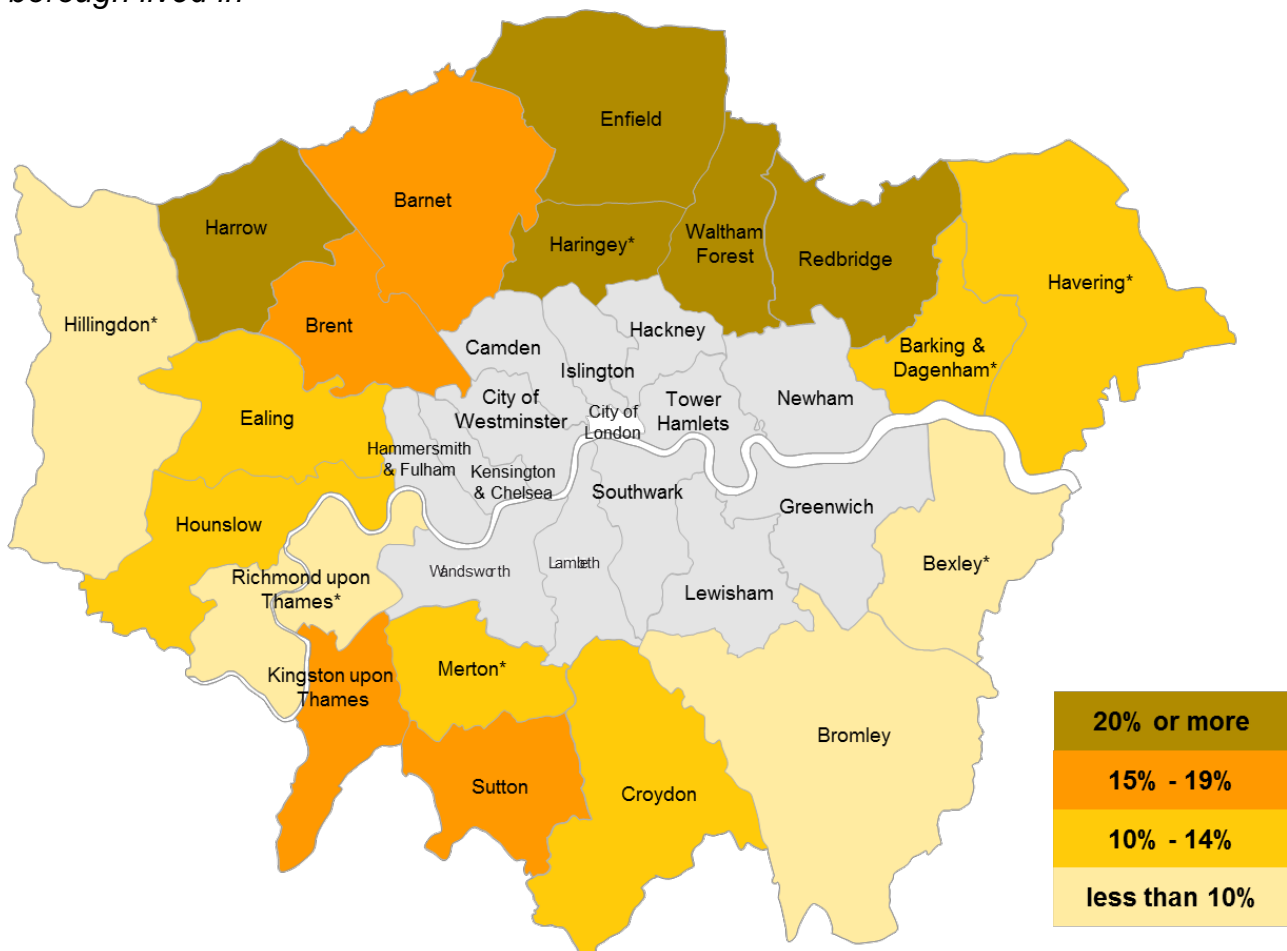 borough lived in
Enfield
Barnet
Harrow
Haringey*
Waltham
Forest
Redbridge
Havering*
Hillingdon*
Brent
Hackney
Camden
Islington
Barking &
Dagenham*
Ealing
City of
Westminster
City of
London
Tower
Hamlets
Newham
Hammersmith
& Fulham
Kensington
& Chelsea
Southwark
Greenwich
Hounslow
Bexley*
Wandsworth
Lambeth
Richmond upon
Thames*
Lewisham
Kingston upon
Thames
Merton*
Bromley
Sutton
Croydon
20% or more
15% - 19%
10% - 14%
less than 10%